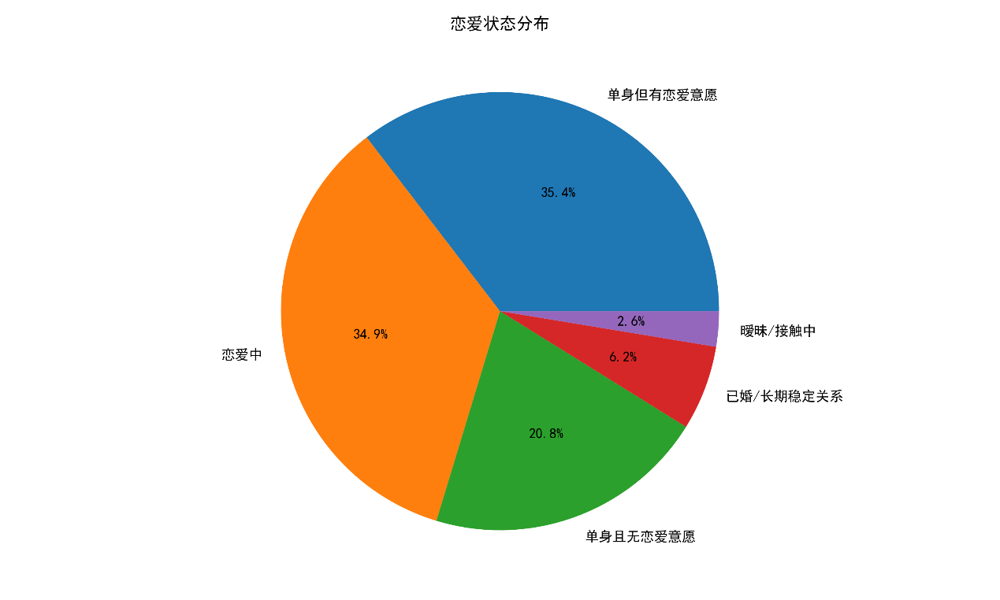 恋爱状态分布
单身但有恋爱意愿
35.4%
34.9%
恋爱中
2.6%
暧昧/接触中
6.2%
已婚/长期稳定关系
20.8%
单身且无恋爱意愿